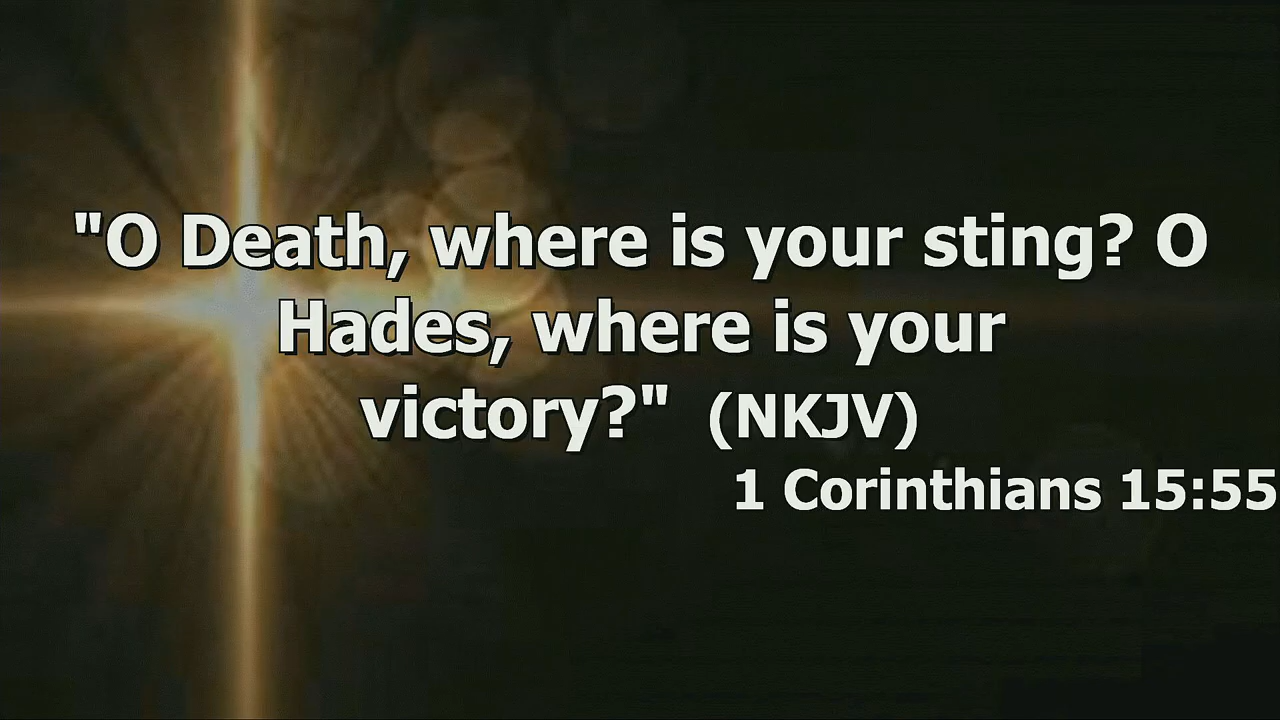 "O Death, where is your sting? O
Hades, where is your
victory?" (NKJV)
1 Corinthians 15:55